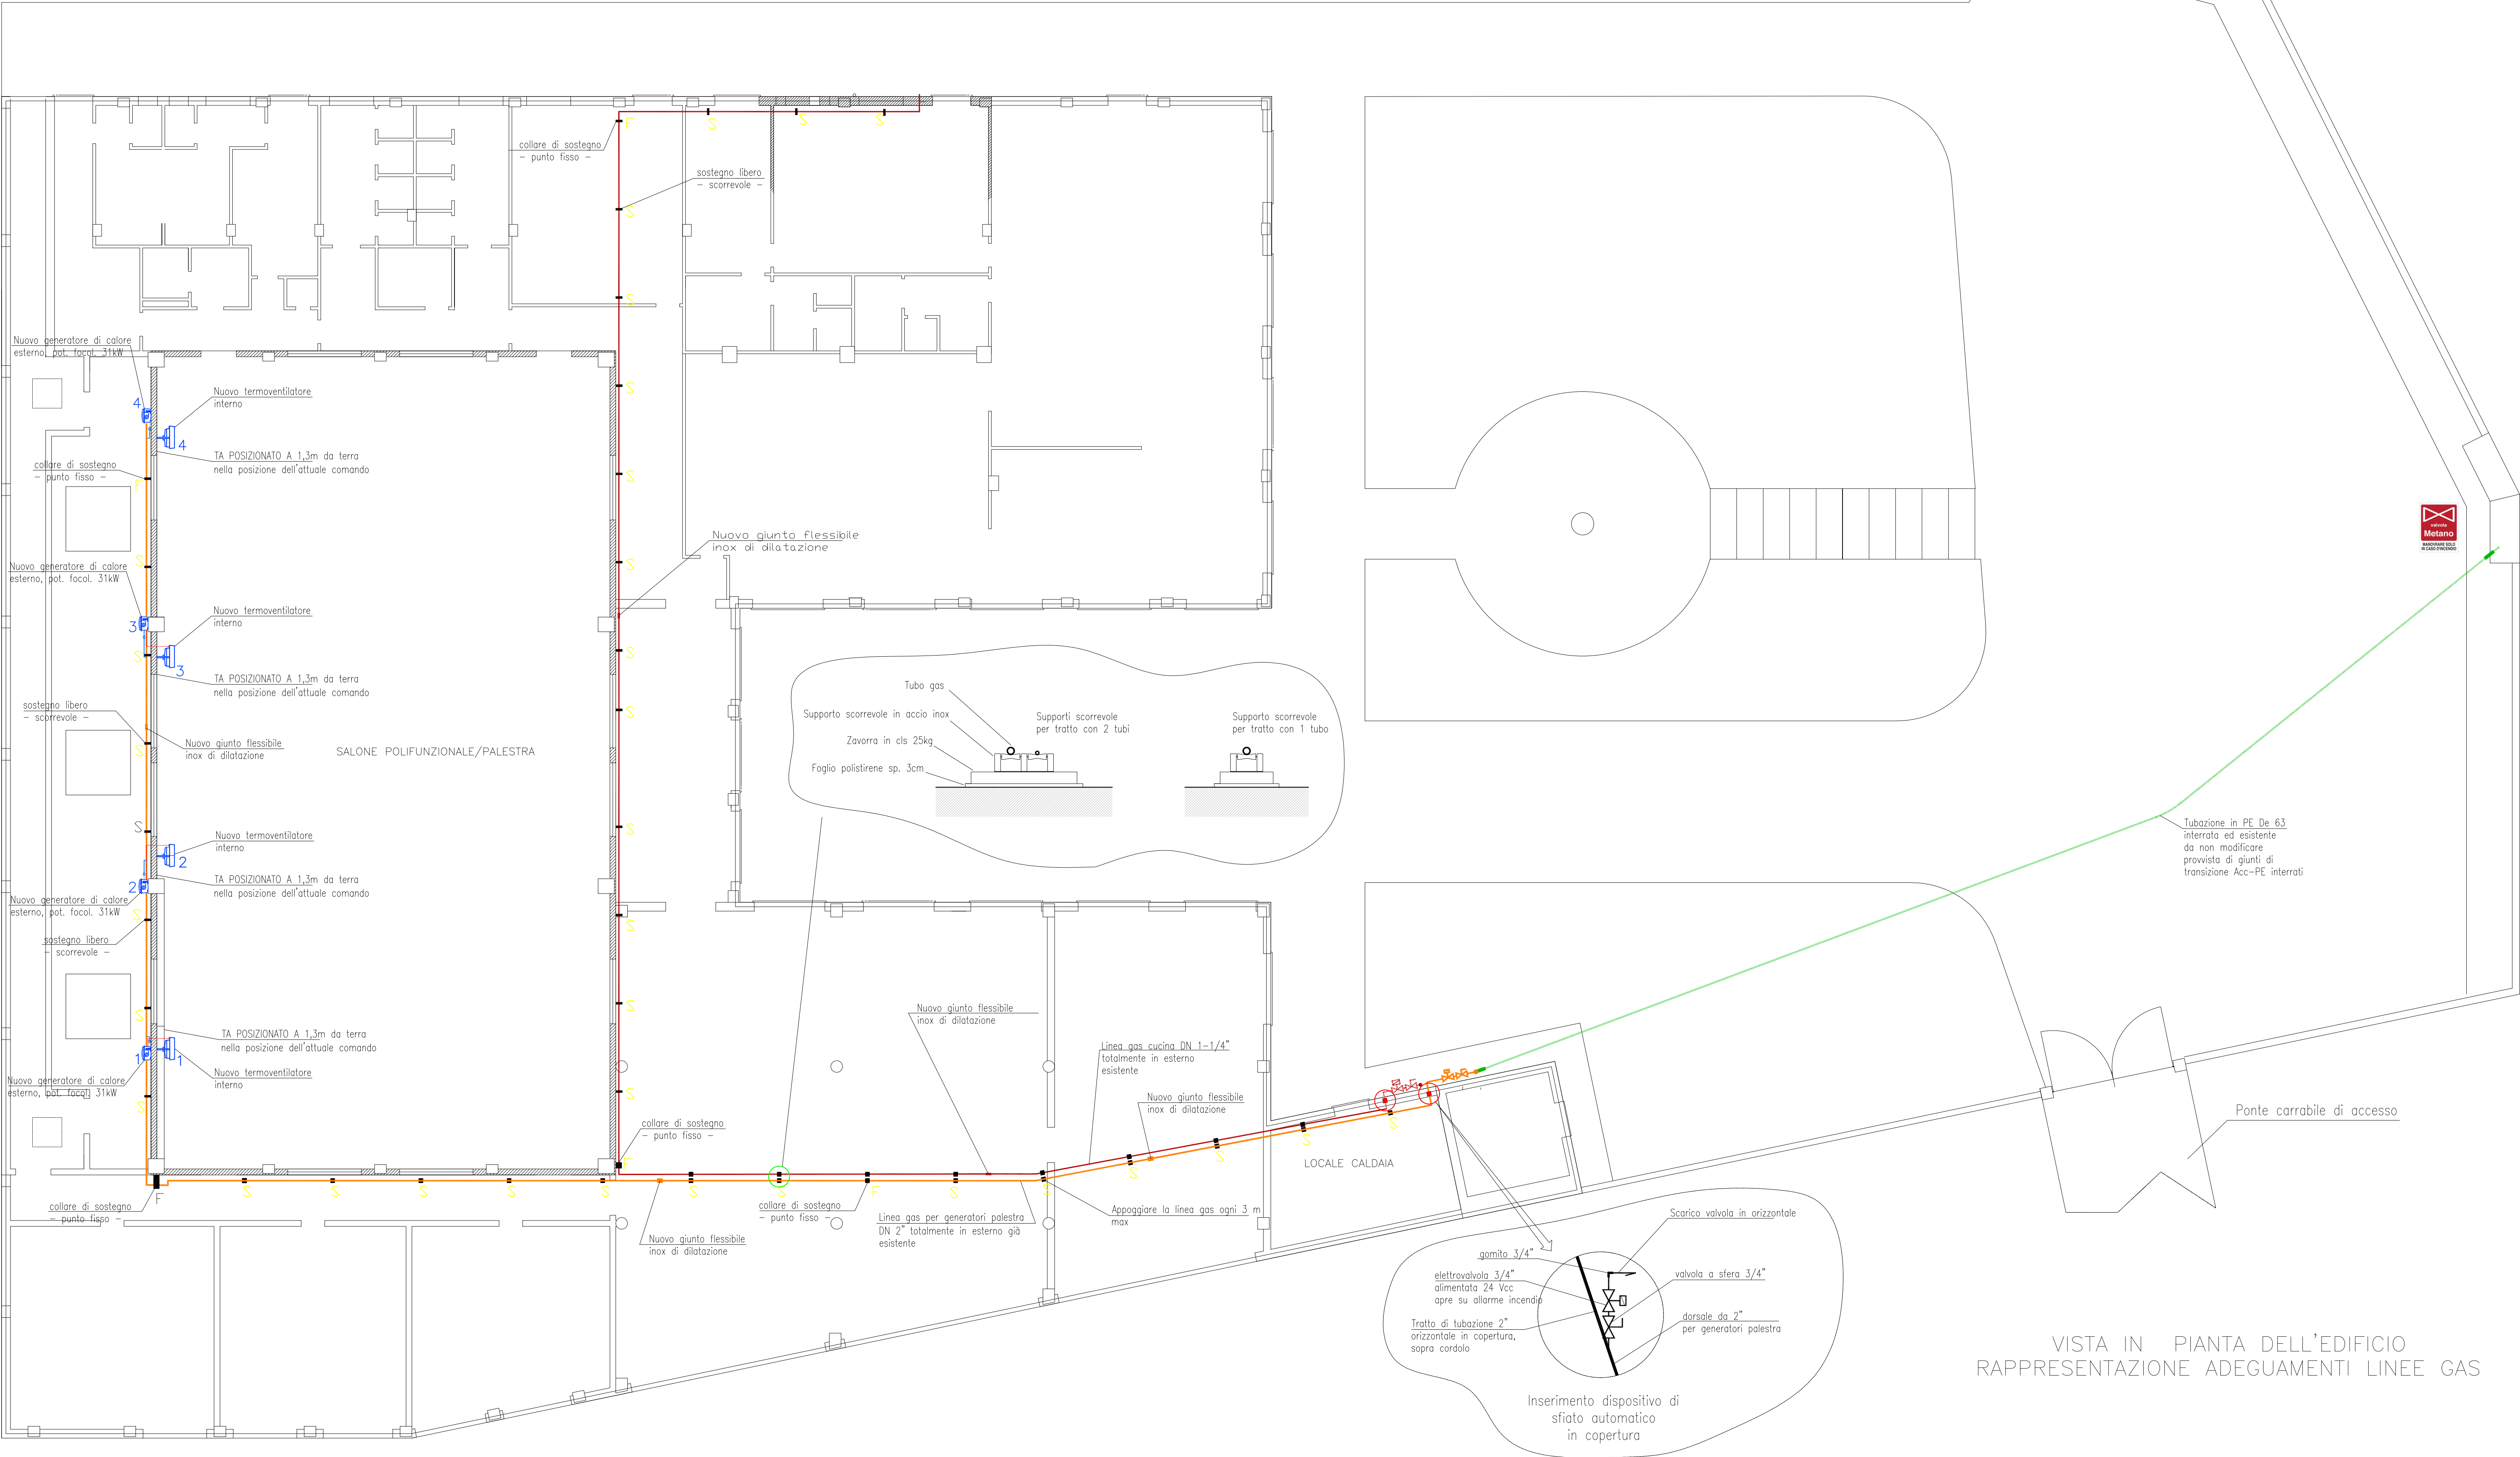 F
S
S
S
collare di sostegno
- punto fisso -
sostegno libero
- scorrevole -
S
S
Nuovo generatore di calore
esterno, pot. focol. 31kW
S
4
Nuovo termoventilatore
interno
4
TA POSIZIONATO A 1,3m da terra
nella posizione dell'attuale comando
collare di sostegno
- punto fisso -
F
S
Nuovo giunto flessibile
inox di dilatazione
valvola
Metano
MANOVRARE SOLO
IN CASO D'INCENDIO
S
S
Nuovo generatore di calore
esterno, pot. focol. 31kW
3
Nuovo termoventilatore
interno
3
S
S
TA POSIZIONATO A 1,3m da terra
nella posizione dell'attuale comando
sostegno libero
- scorrevole -
S
S
Nuovo giunto flessibile
inox di dilatazione
SALONE POLIFUNZIONALE/PALESTRA
Tubo gas
Supporto scorrevole in accio inox
Zavorra in cls 25kg
Foglio polistirene sp. 3cm
Supporti scorrevole
per tratto con 2 tubi
Supporto scorrevole
per tratto con 1 tubo
S
S
Nuovo termoventilatore
interno
2
TA POSIZIONATO A 1,3m da terra
nella posizione dell'attuale comando
2
Nuovo generatore di calore
esterno, pot. focol. 31kW
S
S
sostegno libero
- scorrevole -
Tubazione in PE De 63
interrata ed esistente
da non modificare
provvista di giunti di
transizione Acc-PE interrati
S
S
TA POSIZIONATO A 1,3m da terra
nella posizione dell'attuale comando
1
1
Nuovo termoventilatore
interno
Nuovo generatore di calore
esterno, pot. focol. 31kW
S
S
Nuovo giunto flessibile
inox di dilatazione
Linea gas cucina DN 1-1/4"
totalmente in esterno
esistente
Nuovo giunto flessibile
inox di dilatazione
collare di sostegno
- punto fisso -
F
Ponte carrabile di accesso
LOCALE CALDAIA
S
S
S
S
S
F
S
S
S
S
S
S
S
F
S
collare di sostegno
- punto fisso -
collare di sostegno
- punto fisso -
Linea gas per generatori palestra
DN 2" totalmente in esterno già
esistente
Appoggiare la linea gas ogni 3 m
max
Nuovo giunto flessibile
inox di dilatazione
Scarico valvola in orizzontale
gomito 3/4"
elettrovalvola 3/4"
alimentata 24 Vcc
apre su allarme incendio
valvola a sfera 3/4"
Tratto di tubazione 2"
orizzontale in copertura,
sopra cordolo
dorsale da 2"
per generatori palestra
Inserimento dispositivo di
sfiato automatico
in copertura
VISTA IN PIANTA DELL'EDIFICIO
RAPPRESENTAZIONE ADEGUAMENTI LINEE GAS